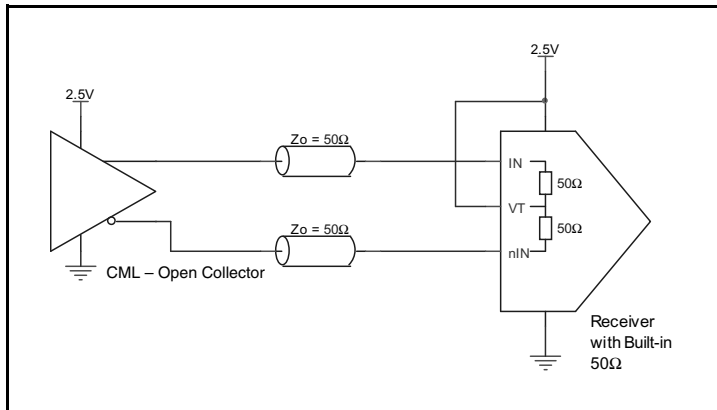 2.5V
2.5V
Zo = 50Ω
IN
50Ω
VT
Zo = 50Ω
50Ω
nIN
CML – Open Collector
Receiver
with Built-in
50Ω